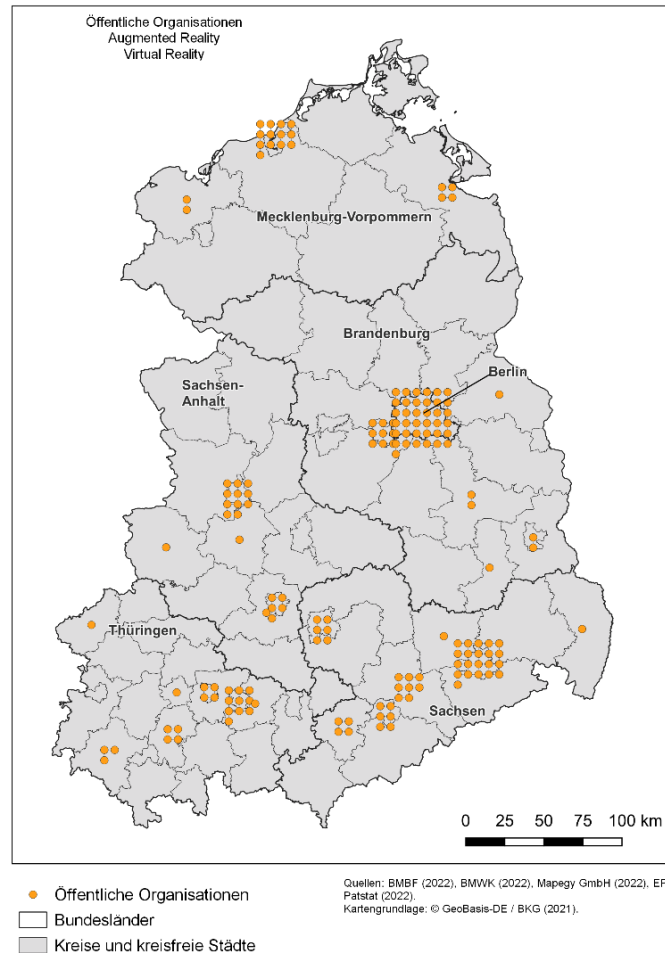 Öffentliche Organisationen
Augmented Reality
Virtual Reality
Mecklenburg-Vorpommern
Brandenburg
Berlin
Sachsen-
Anhalt
Thüringen
Sachsen
0 25 50 75 100 km
Öffentliche Organisationen
Bundesländer
Kreise und kreisfreie Städte
Quellen: BMBF (2022), BMWK (2022), Mapegy GmbH (2022), EP
Patstat (2022).
Kartengrundlage: © GeoBasis-DE / BKG (2021).